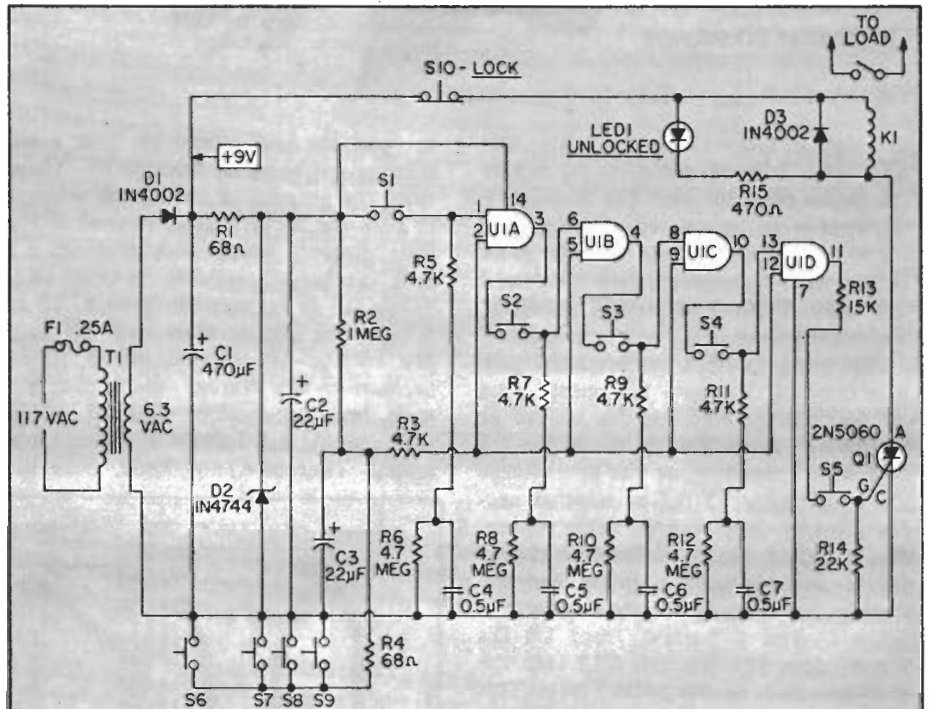 TO
LOAD
S10 - LOCK
LED1
UNLOCKED
D3
1N4002
K1
+9V
D1
1N4002
R15
470Ω
R1
68Ω
S1
1
2
14
U1A
3
6
5
U1B
4
8
9
U1C
10
13
12
U1D
11
7
R13
15K
R5
4.7K
S2
S3
S4
F1 .25A
T1
117VAC
6.3
VAC
C1
470µF
R2
1MEG
C2
22µF
R3
4.7K
R7
4.7K
R9
4.7K
R11
4.7K
2N5060
A
Q1
G
C
S5
D2
1N4744
C3
22µF
R6
4.7
MEG
C4
0.5µF
R8
4.7
MEG
C5
0.5µF
R10
4.7
MEG
C6
0.5µF
R12
4.7
MEG
C7
0.5µF
R14
22K
R4
68Ω
S6
S7
S8
S9